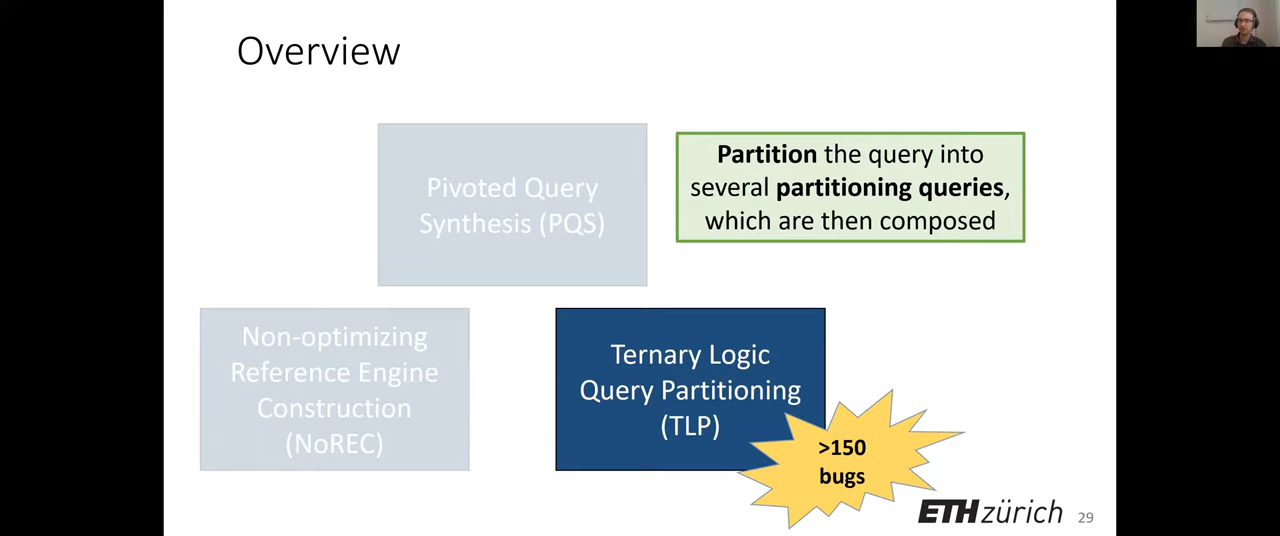 Overview
Pivoted Query
Synthesis (PQS)
Partition the query into
several partitioning queries,
which are then composed
Non-optimizing
Reference Engine
Construction
(NoREC)
Ternary Logic
Query Partitioning
(TLP)
>150
bugs
ETH zürich
29